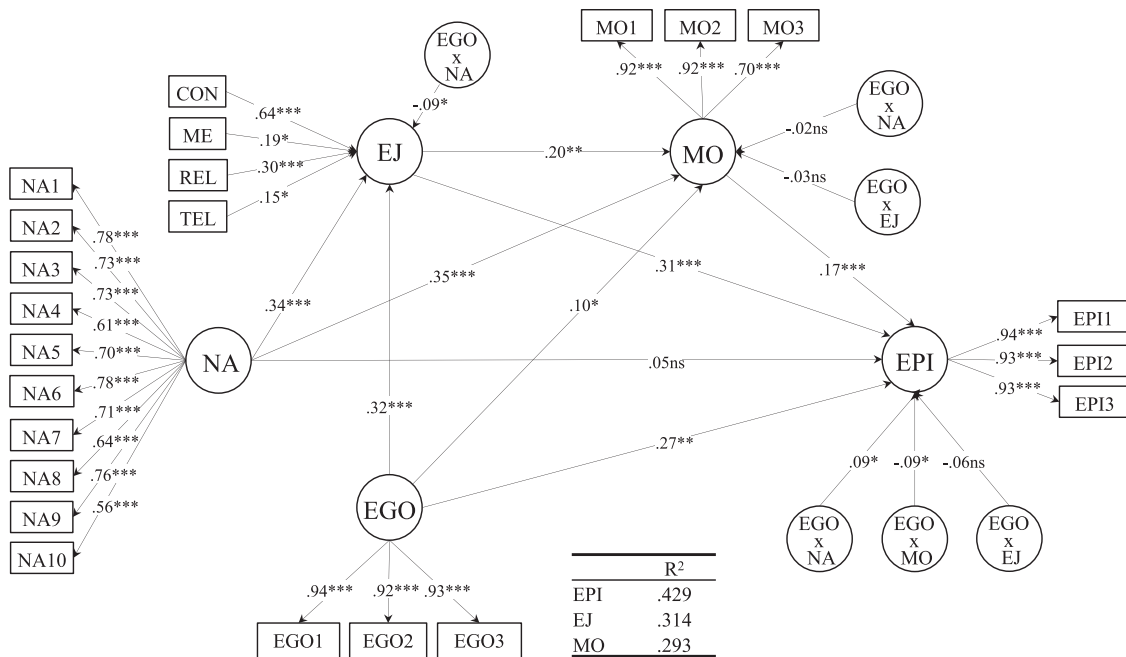 MO1 MO2 MO3
.92*** .92*** .70***
EGO
x
NA
-.09*
CON
ME
REL
TEL
.64***
.19*
.30***
.15*
EJ
.20**
MO
-.02ns
EGO
x
NA
-.03ns
EGO
x
EJ
NA1
NA2
NA3
NA4
NA5
NA6
NA7
NA8
NA9
NA10
.78***
.73***
.73***
.61***
.70***
.78***
.71***
.64***
.76***
.56***
NA
.34***
.35***
.31***
.17***
.10*
.05ns
.32***
.27**
EPI
.94***
.93***
.93***
EPI1
EPI2
EPI3
EGO
.94*** .92*** .93***
EGO1 EGO2 EGO3
.09* -.09* -.06ns
EGO
x
NA
EGO
x
MO
EGO
x
EJ
R²
EPI .429
EJ .314
MO .293